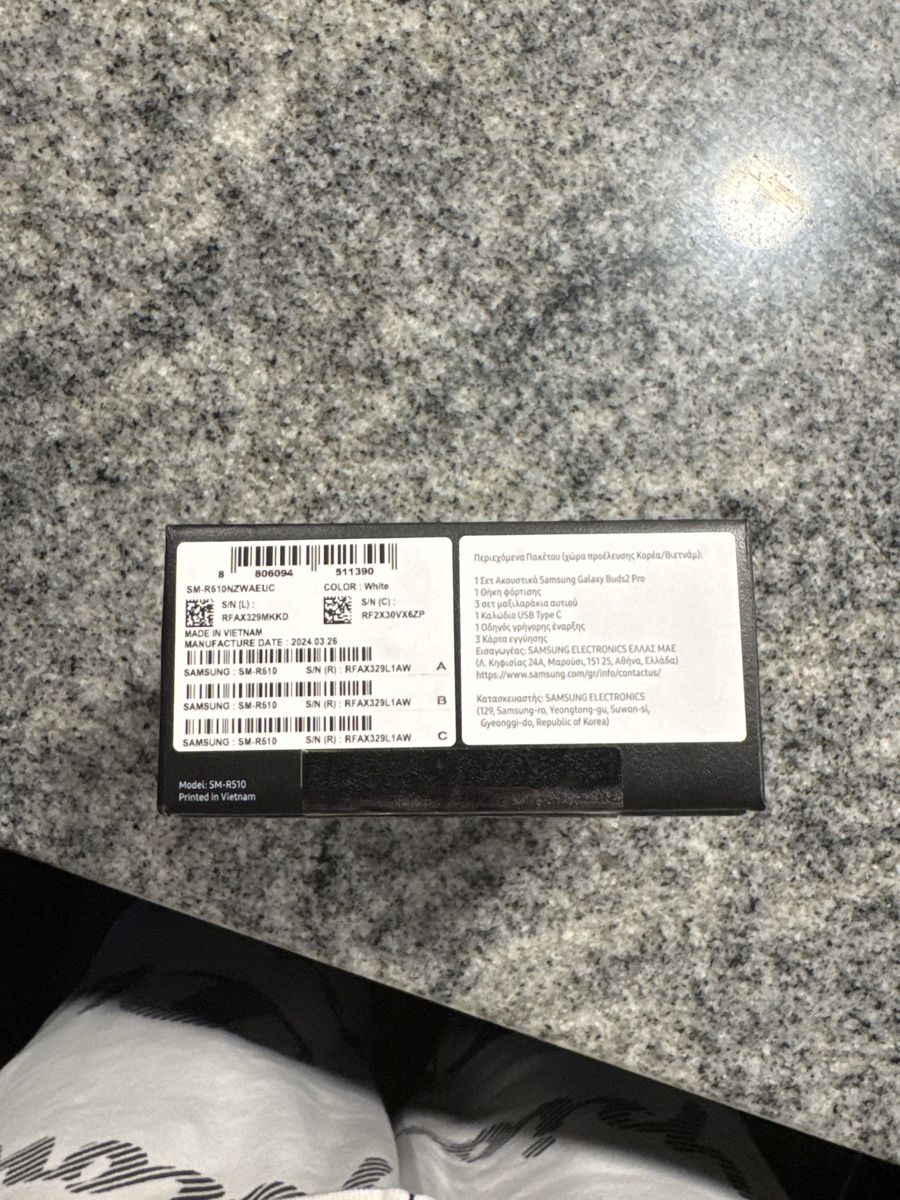 8 806094 511390
SM-R510NZWAEUC COLOR : White
S/N (L) : S/N (C) :
RFAX329MKKD RF2X30VX6ZP
MADE IN VIETNAM
MANUFACTURE DATE : 2024.03.26
SAMSUNG : SM-R510 S/N (R) : RFAX329L1AW A
SAMSUNG : SM-R510 S/N (R) : RFAX329L1AW B
SAMSUNG : SM-R510 S/N (R) : RFAX329L1AW C
Model: SM-R510
Printed in Vietnam
Περιεχόμενα Πακέτου (χώρα προέλευσης Κορέα/Βιετνάμ):
1 Σετ Ακουστικά Samsung Galaxy Buds2 Pro
1 Θήκη φόρτισης
3 σετ μαξιλαράκια αυτιού
1 Καλώδιο USB Type C
1 Οδηγός γρήγορης έναρξης
3 Κάρτα εγγύησης
Εισαγωγέας: SAMSUNG ELECTRONICS ΕΛΛΑΣ ΜΑΕ
(Λ. Κηφισίας 24Α, Μαρούσι, 151 25, Αθήνα, Ελλάδα)
https://www.samsung.com/gr/info/contactus/
Κατασκευαστής: SAMSUNG ELECTRONICS
(129, Samsung-ro, Yeongtong-gu, Suwon-si,
Gyeonggi-do, Republic of Korea)